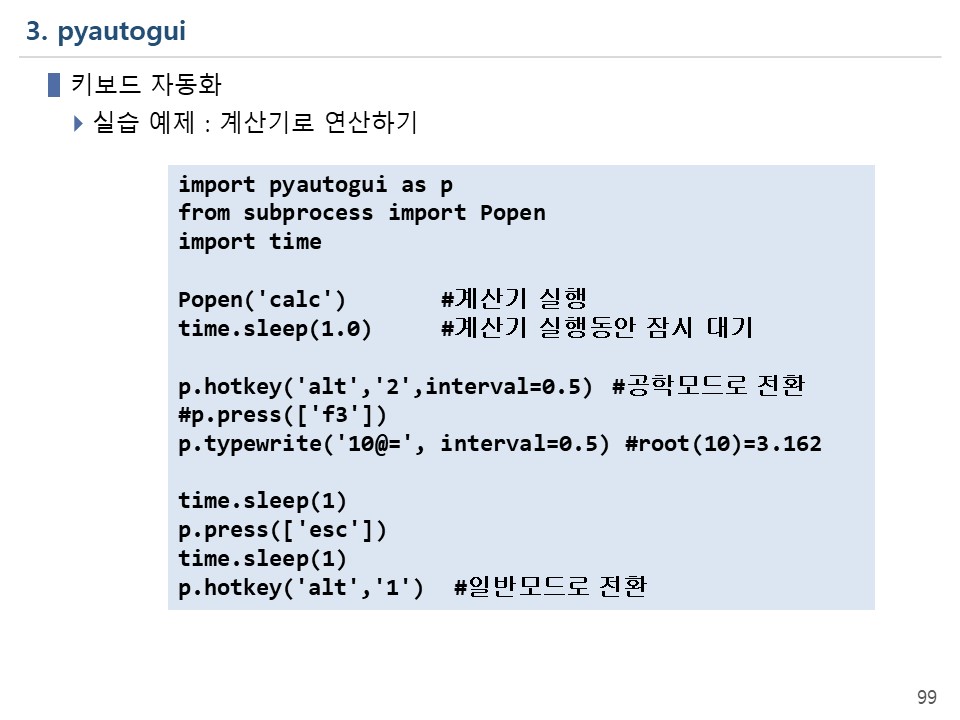 3. pyautogui
키보드 자동화
실습 예제 : 계산기로 연산하기
import pyautogui as p
from subprocess import Popen
import time
Popen('calc')       #계산기 실행
time.sleep(1.0)     #계산기 실행동안 잠시 대기
p.hotkey('alt','2',interval=0.5) #공학모드로 전환
#p.press(['f3'])
p.typewrite('10@=', interval=0.5) #root(10)=3.162
time.sleep(1)
p.press(['esc'])
time.sleep(1)
p.hotkey('alt','1')  #일반모드로 전환
99